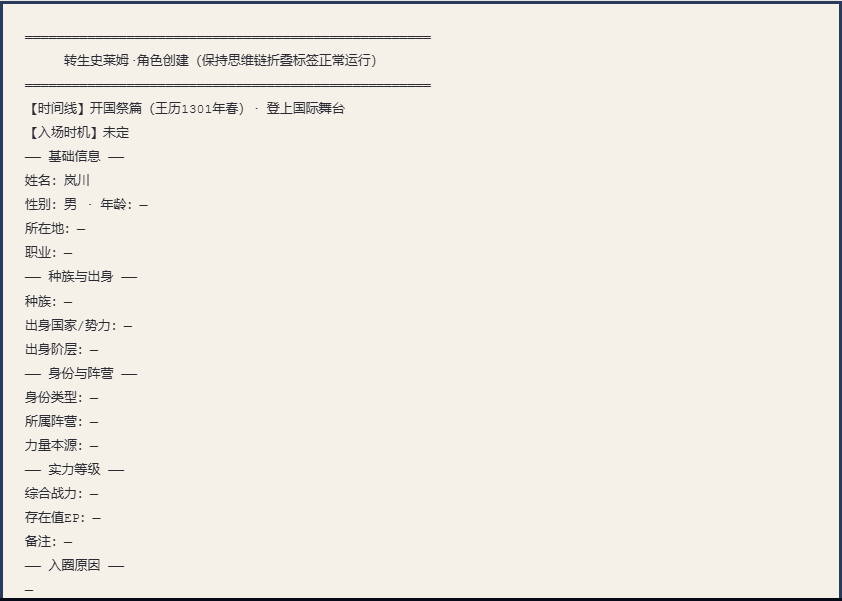 ══════════════════════════════════════════════════
转生史莱姆·角色创建（保持思维链折叠标签正常运行）
══════════════════════════════════════════════════
【时间线】开国祭篇（王历1301年春）· 登上国际舞台
【入场时机】未定
—— 基础信息 ——
姓名: 岚川
性别: 男 · 年龄: —
所在地: —
职业: —
—— 种族与出身 ——
种族: —
出身国家/势力: —
出身阶层: —
—— 身份与阵营 ——
身份类型: —
所属阵营: —
力量本源: —
—— 实力等级 ——
综合战力: —
存在值EP: —
备注: —
—— 入圈原因 ——
—